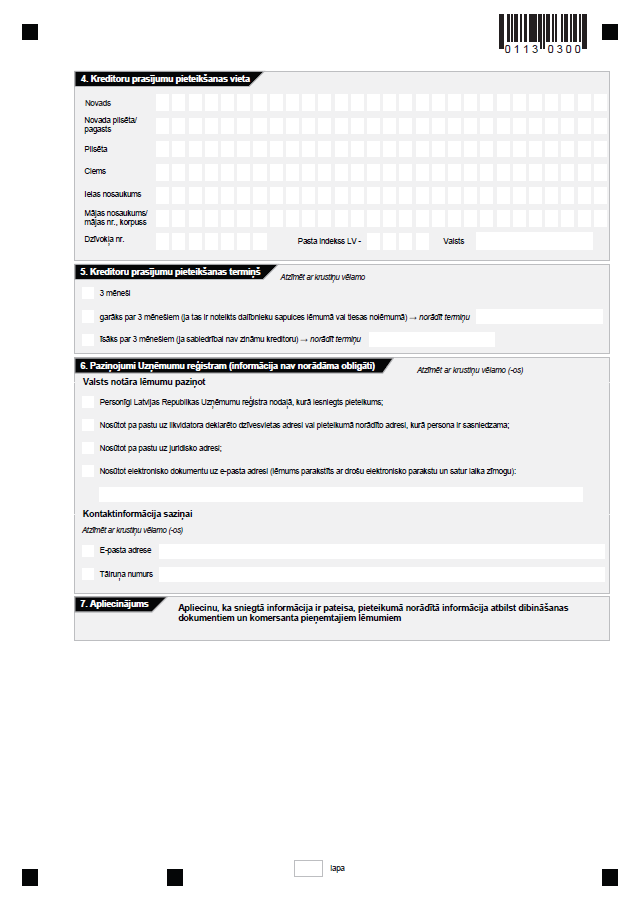 0113 0300
4. Kreditoru prasījumu pieteikšanas vieta
Novads
Novada pilsēta/
pagasts
Pilsēta
Ciems
Ielas nosaukums
Mājas nosaukums/
mājas nr., korpuss
Dzīvokļa nr. Pasta indekss LV - Valsts
5. Kreditoru prasījumu pieteikšanas termiņš Atzīmēt ar krustiņu vēlamo
3 mēneši
garāks par 3 mēnešiem (ja tas ir noteikts dalībnieku sapulces lēmumā vai tiesas nolēmumā) → norādīt termiņu
īsāks par 3 mēnešiem (ja sabiedrībai nav zināmu kreditoru) → norādīt termiņu
6. Paziņojumi Uzņēmumu reģistram (informācija nav norādāma obligāti) Atzīmēt ar krustiņu vēlamo (-os)
Valsts notāra lēmumu paziņot
Personīgi Latvijas Republikas Uzņēmumu reģistra nodaļā, kurā iesniegts pieteikums;
Nosūtot pa pastu uz likvidatora deklarēto dzīvesvietas adresi vai pieteikumā norādīto adresi, kurā persona ir sasniedzama;
Nosūtot pa pastu uz juridisko adresi;
Nosūtot elektronisko dokumentu uz e-pasta adresi (lēmums parakstīts ar drošu elektronisko parakstu un satur laika zīmogu):
Kontaktinformācija saziņai
Atzīmēt ar krustiņu vēlamo (-os)
E-pasta adrese
Tālruņa numurs
7. Apliecinājums Apliecinu, ka sniegtā informācija ir pateisa, pieteikumā norādītā informācija atbilst dibināšanas
dokumentiem un komersanta pieņemtajiem lēmumiem
lapa